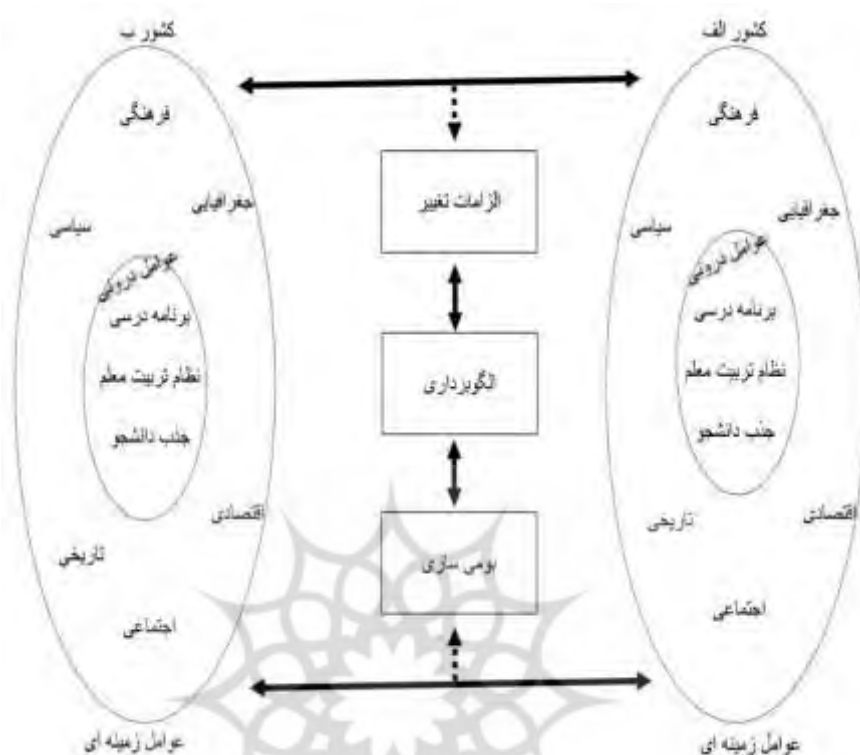 کشور الف
فرهنگی
جغرافیایی
سیاسی
عوامل درونی
برنامه درسی
نظام تربیت معلم
جذب دانشجو
اقتصادی
تاریخی
اجتماعی
عوامل زمینه ای
الزامات تغییر
الگوبرداری
بومی سازی
کشور ب
فرهنگی
جغرافیایی
سیاسی
عوامل درونی
برنامه درسی
نظام تربیت معلم
جذب دانشجو
اقتصادی
تاریخی
اجتماعی
عوامل زمینه ای